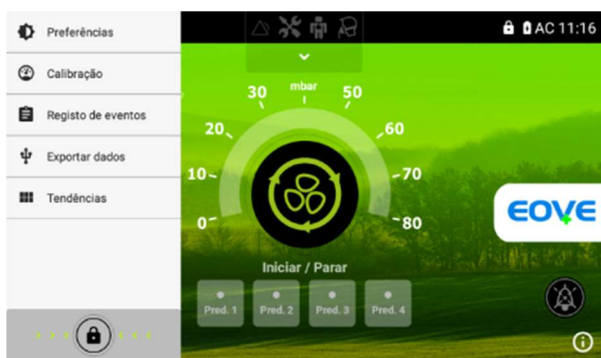 Preferências
Calibração
Registo de eventos
Exportar dados
Tendências
AC 11:16
mbar
30
50
20
60
10
70
0
80
EOVE
Iniciar / Parar
Pred. 1
Pred. 2
Pred. 3
Pred. 4